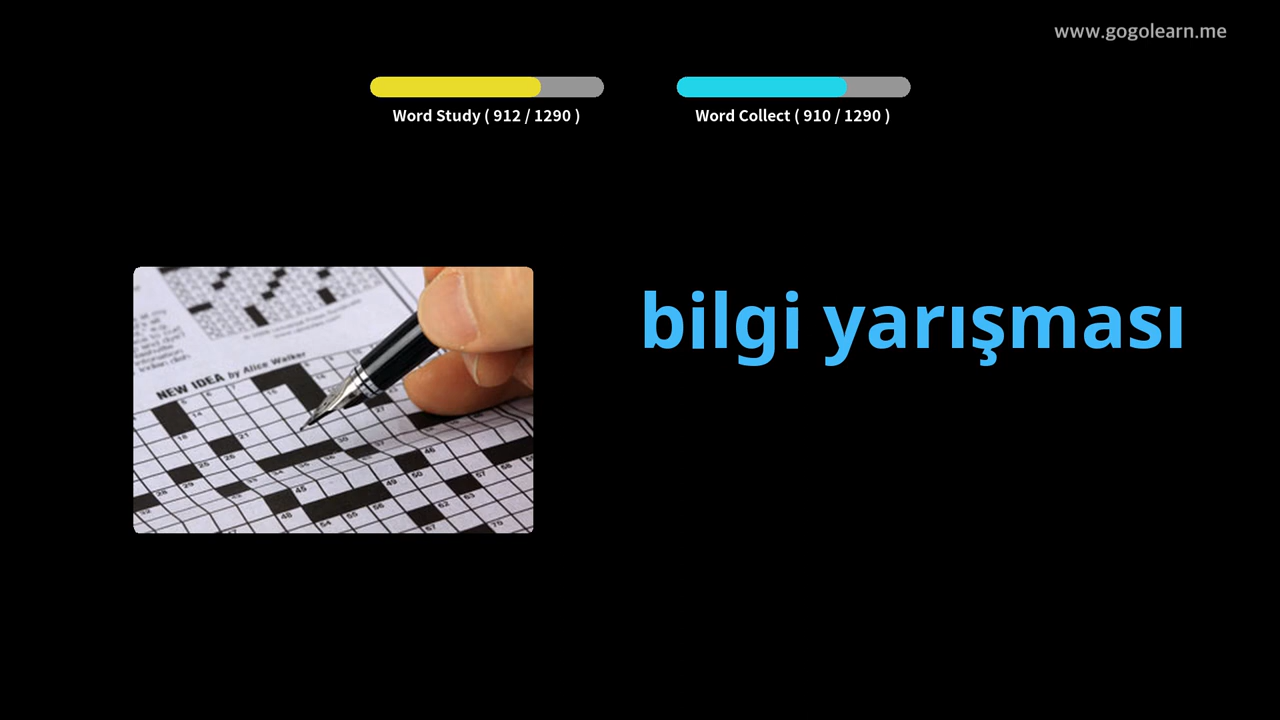 www.gogolearn.me
Word Study ( 912 / 1290 )
Word Collect ( 910 / 1290 )
bilgi yarışması
NEW IDEA by Alice Walker